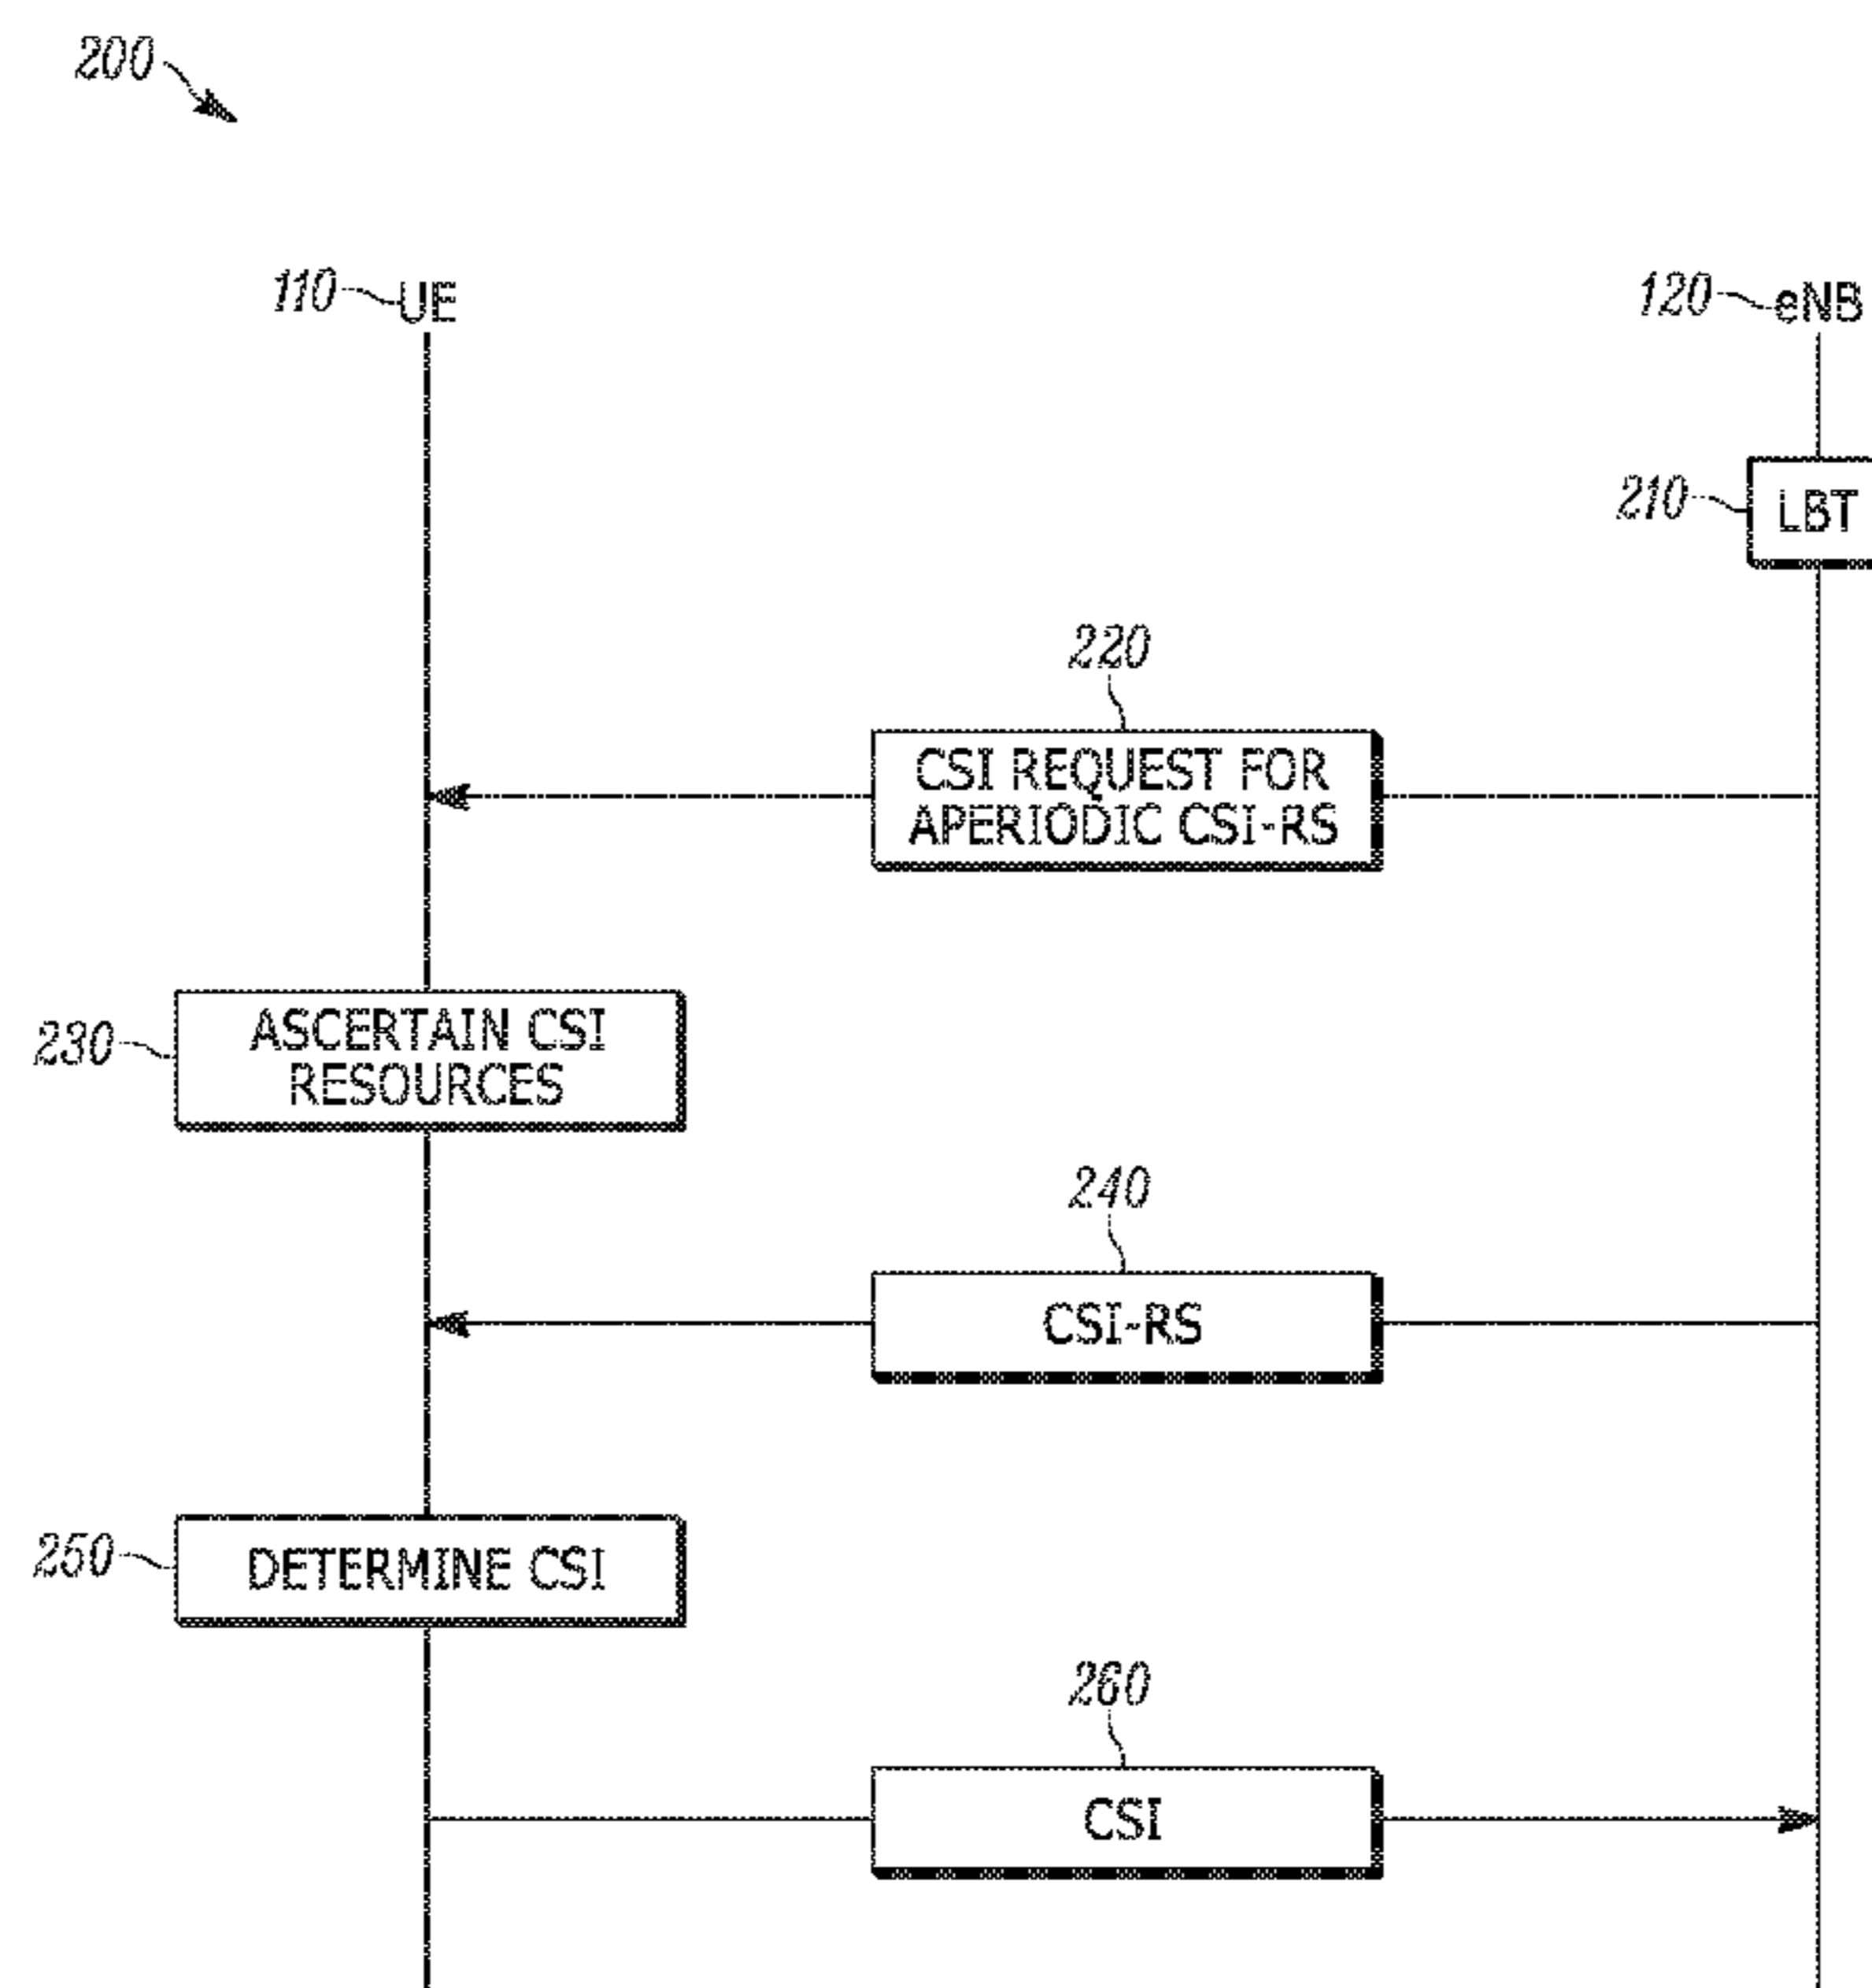 200
110 UE
120 eNB
210 LBT
220
CSI REQUEST FOR
APERIODIC CSI-RS
230
ASCERTAIN CSI
RESOURCES
240
CSI-RS
250 DETERMINE CSI
260
CSI